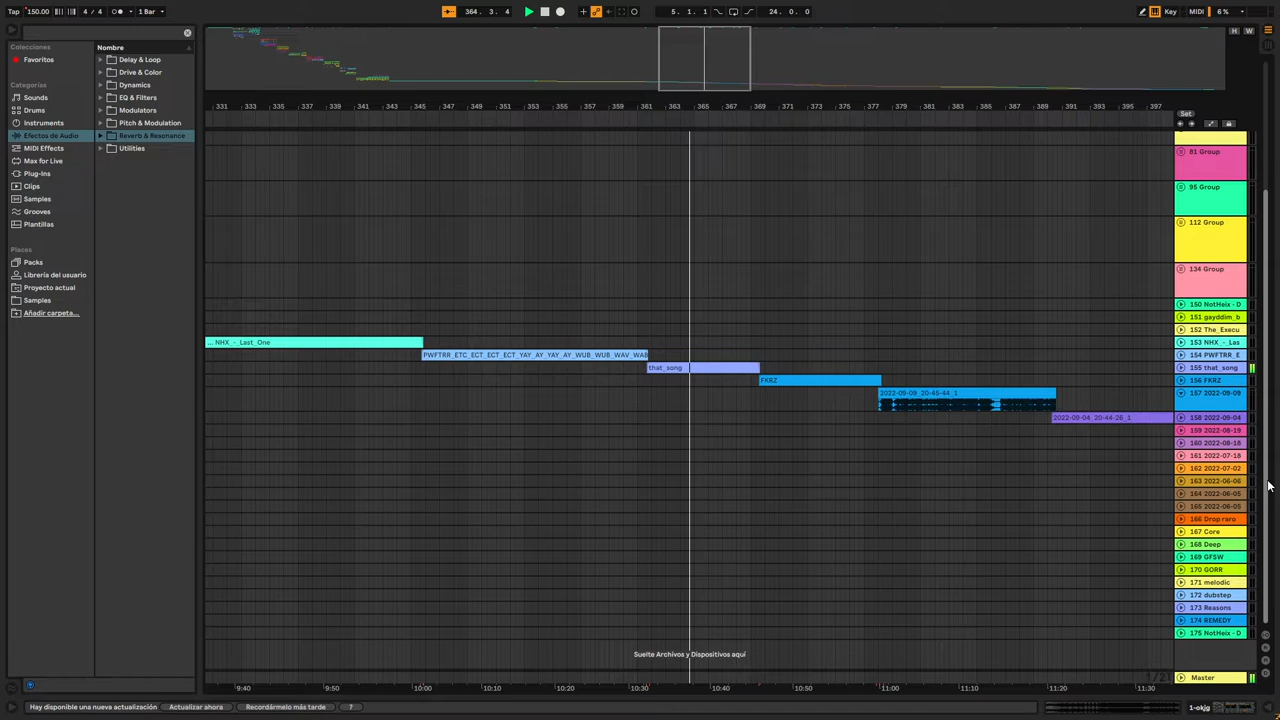 Tap 150.00 4 / 4 1 Bar 364. 3. 4 5. 1. 1 24. 0. 0 Key MIDI 6 %
H W
Colecciones
Favoritos
Categorías
Sounds
Drums
Instruments
Efectos de Audio
MIDI Effects
Max for Live
Plug-Ins
Clips
Samples
Grooves
Plantillas
Places
Packs
Librería del usuario
Proyecto actual
Samples
Añadir carpeta...
Nombre
Delay & Loop
Drive & Color
Dynamics
EQ & Filters
Modulators
Pitch & Modulation
Reverb & Resonance
Utilities
331 333 335 337 339 341 343 345 347 349 351 353 355 357 359 361 363 365 367 369 371 373 375 377 379 381 383 385 387 389 391 393 395 397
Set
81 Group
95 Group
112 Group
134 Group
150 NotHeix - D
151 gayddim_b
152 The_Execu
... NHX_-_Last_One 153 NHX_-_Las
PWFTRR_ETC_ECT_ECT_ECT_YAY_AY_YAY_AY_WUB_WUB_WAV_WAB 154 PWFTRR_E
that_song 155 that_song
FKRZ 156 FKRZ
2022-09-09_20-45-44_1 157 2022-09-09
2022-09-04_20-44-26_1 158 2022-09-04
159 2022-08-19
160 2022-08-18
161 2022-07-18
162 2022-07-02
163 2022-06-06
164 2022-06-05
165 2022-06-05
166 Drop raro
167 Core
168 Deep
169 GFSW
170 GORR
171 melodic
172 dubstep
173 Reasons
174 REMEDY
175 NotHeix - D
Suelte Archivos y Dispositivos aquí
Master
9:40 9:50 10:00 10:10 10:20 10:30 10:40 10:50 11:00 11:10 11:20 11:30
Hay disponible una nueva actualización Actualizar ahora Recordármelo más tarde ? 1-okjg